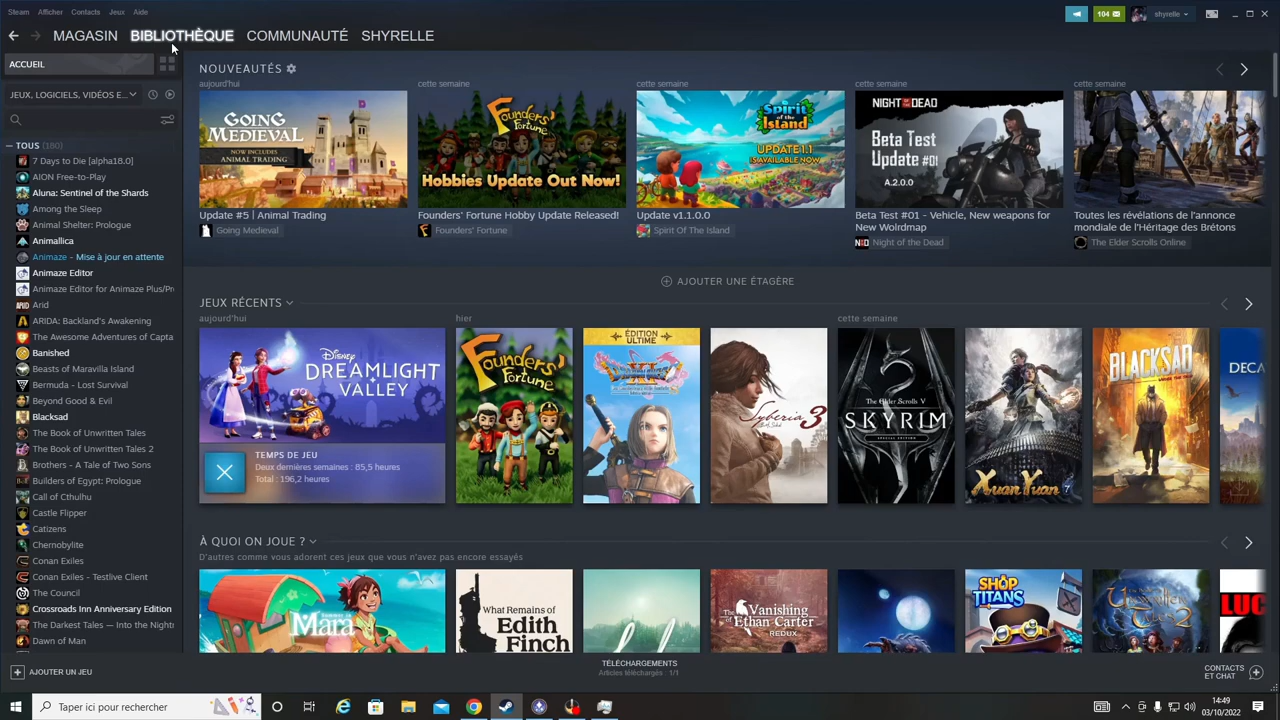 Steam Afficher Contacts Jeux Aide
104 shyrelle
MAGASIN BIBLIOTHÈQUE COMMUNAUTÉ SHYRELLE
ACCUEIL
JEUX, LOGICIELS, VIDÉOS E...
TOUS (180)
7 Days to Die [alpha18.0]
AION Free-to-Play
Aluna: Sentinel of the Shards
Among the Sleep
Animal Shelter: Prologue
Animallica
Animaze - Mise à jour en attente
Animaze Editor
Animaze Editor for Animaze Plus/Pr
Arid
ARIDA: Backland's Awakening
The Awesome Adventures of Capta
Banished
Beasts of Maravilla Island
Bermuda - Lost Survival
Beyond Good & Evil
Blacksad
The Book of Unwritten Tales
The Book of Unwritten Tales 2
Brothers - A Tale of Two Sons
Builders of Egypt: Prologue
Call of Cthulhu
Castle Flipper
Catizens
Chernobylite
Conan Exiles
Conan Exiles - Testlive Client
The Council
Crossroads Inn Anniversary Edition
The Darkest Tales — Into the Night
Dawn of Man
AJOUTER UN JEU
NOUVEAUTÉS
aujourd'hui
GOING MEDIEVAL
NOW INCLUDES
ANIMAL TRADING
Update #5 | Animal Trading
Going Medieval
cette semaine
Founders' Fortune
Hobbies Update Out Now!
Founders' Fortune Hobby Update Released!
Founders' Fortune
cette semaine
Spirit of the Island
UPDATE 1.1
IS AVAILABLE NOW
Update v1.1.0.0
Spirit Of The Island
cette semaine
NIGHT OF THE DEAD
Beta Test
Update #01
A.2.0.0
Beta Test #01 - Vehicle, New weapons for
New Wolrdmap
Night of the Dead
cette semaine
Toutes les révélations de l'annonce
mondiale de l'Héritage des Brétons
The Elder Scrolls Online
AJOUTER UNE ÉTAGÈRE
JEUX RÉCENTS
aujourd'hui
hier
cette semaine
DISNEY
DREAMLIGHT
VALLEY
TEMPS DE JEU
Deux dernières semaines : 85,5 heures
Total : 196,2 heures
Founders' Fortune
ÉDITION
ULTIME
DRAGON QUEST XI
Syberia 3
The Elder Scrolls V
SKYRIM
SPECIAL EDITION
Xuan Yuan 7
BLACKSAD
DECA
À QUOI ON JOUE ?
D'autres comme vous adorent ces jeux que vous n'avez pas encore essayés
Mara
What Remains of
Edith
Finch
The
Vanishing
of Ethan Carter
REDUX
SHOP
TITANS
Unwritten
Tales 2
LUC
TÉLÉCHARGEMENTS
Articles téléchargés 1/1
CONTACTS
ET CHAT
Taper ici pour rechercher
14:49
03/10/2022